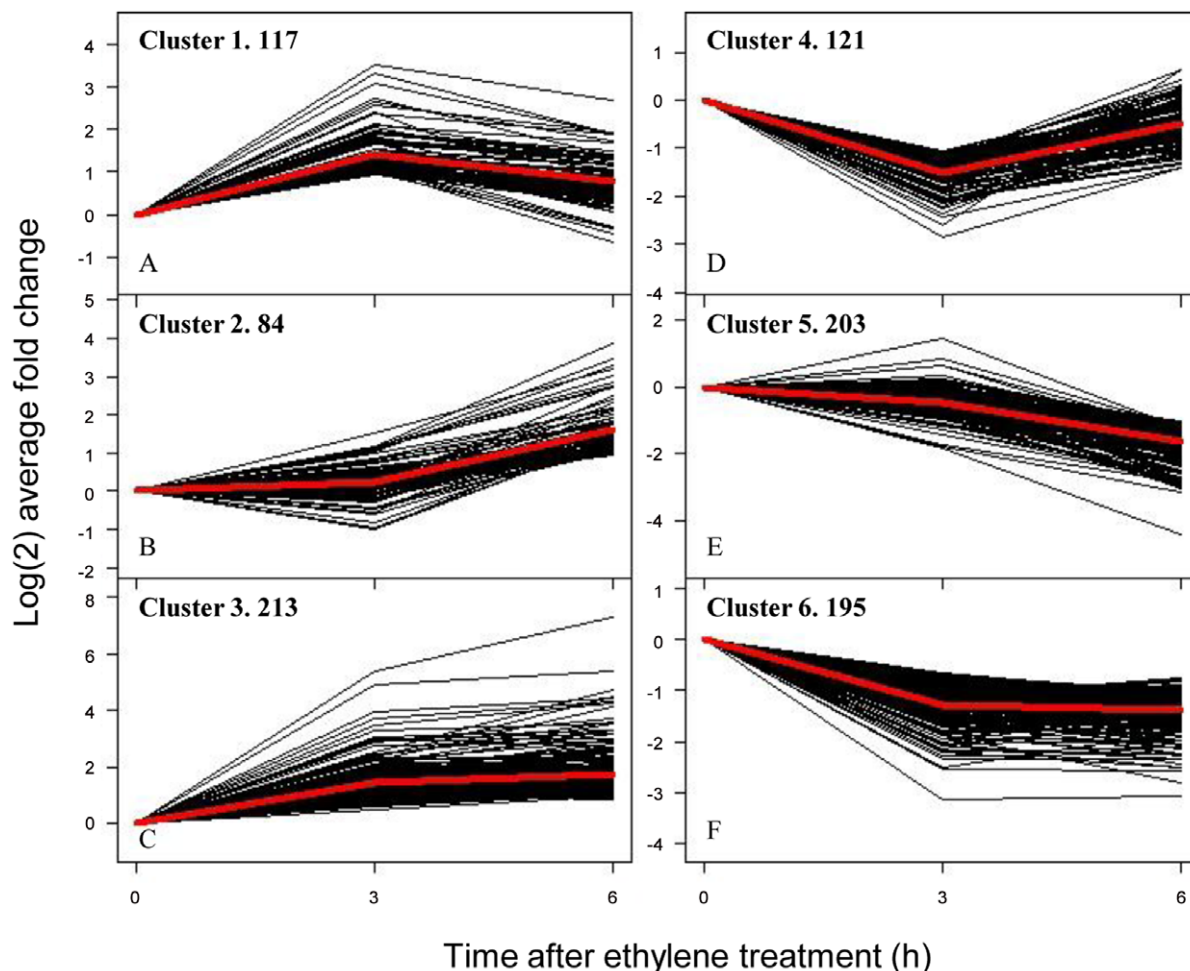 Log(2) average fold change
Cluster 1. 117
4
3
2
1
0
-1
A
Cluster 2. 84
5
4
3
2
1
0
-1
-2
B
Cluster 3. 213
8
6
4
2
0
C
0
3
6
Cluster 4. 121
1
0
-1
-2
-3
-4
D
Cluster 5. 203
2
0
-2
-4
E
Cluster 6. 195
1
0
-1
-2
-3
-4
F
0
3
6
Time after ethylene treatment (h)